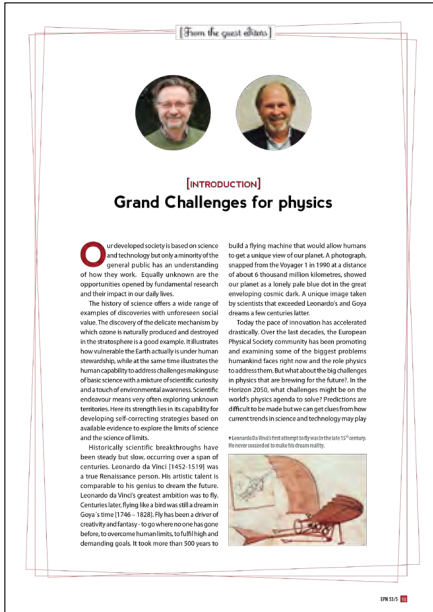 [From the guest editors]
[INTRODUCTION]
Grand Challenges for physics
Our developed society is based on science
and technology but only a minority of the
general public has an understanding
of how they work. Equally unknown are the
opportunities opened by fundamental research
and their impact in our daily lives.
The history of science offers a wide range of
examples of discoveries with unforeseen social
value. The discovery of the delicate mechanism by
which ozone is naturally produced and destroyed
in the stratosphere is a good example. It illustrates
how vulnerable the Earth actually is under human
stewardship, while at the same time illustrates the
human capability to address challenges making use
of basic science with a mixture of scientific curiosity
and a touch of environmental awareness. Scientific
endeavour means very often exploring unknown
territories. Here its strength lies in its capability for
developing self-correcting strategies based on
available evidence to explore the limits of science
and the science of limits.
Historically scientific breakthroughs have
been steady but slow, occurring over a span of
centuries. Leonardo da Vinci [1452-1519] was
a true Renaissance person. His artistic talent is
comparable to his genius to dream the future.
Leonardo da Vinci's greatest ambition was to fly.
Centuries later, flying like a bird was still a dream in
Goya´s time [1746 – 1828]. Fly has been a driver of
creativity and fantasy - to go where no one has gone
before, to overcome human limits, to fulfil high and
demanding goals. It took more than 500 years to
build a flying machine that would allow humans
to get a unique view of our planet. A photograph,
snapped from the Voyager 1 in 1990 at a distance
of about 6 thousand million kilometres, showed
our planet as a lonely pale blue dot in the great
enveloping cosmic dark. A unique image taken
by scientists that exceeded Leonardo's and Goya
dreams a few centuries latter.
Today the pace of innovation has accelerated
drastically. Over the last decades, the European
Physical Society has been promoting and
and examining some of the biggest problems
humankind faces right now and the role physics
to address them. But what about the big challenges
in physics that are brewing for the future?. In the
Horizon 2050, what challenges might be on the
world's physics agenda to solve? Predictions are
difficult to be made but we can get clues from how
current trends in science and technology may play
▼ Leonardo Da Vinci's first attempt to fly was in the late 15th century.
He never succeeded to make his dream reality.
EPN 53/5